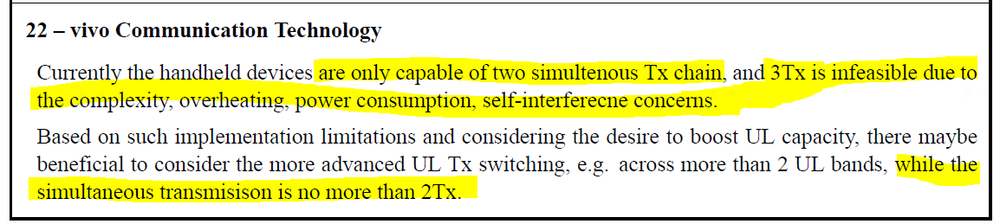 22 – vivo Communication Technology
Currently the handheld devices are only capable of two simultenous Tx chain, and 3Tx is infeasible due to
the complexity, overheating, power consumption, self-interferecne concerns.
Based on such implementation limitations and considering the desire to boost UL capacity, there maybe
beneficial to consider the more advanced UL Tx switching, e.g. across more than 2 UL bands, while the
simultaneous transmisison is no more than 2Tx.